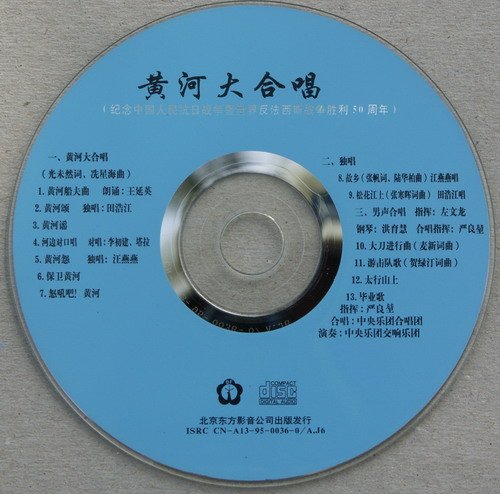 黄河大合唱
（纪念中国人民抗日战争暨世界反法西斯战争胜利50周年）
一、黄河大合唱
（光未然词、冼星海曲）
1.黄河船夫曲 朗诵：王延英
2.黄河颂 独唱：田浩江
3.黄河谣
4.河边对口唱 对唱：李初建、塔拉
5.黄河怨 独唱：汪燕燕
6.保卫黄河
7.怒吼吧！黄河
二、独唱
8.故乡（张帆词、陆华柏曲）汪燕燕唱
9.松花江上（张寒晖词曲） 田浩江唱
三、男声合唱 指挥：左文龙
钢琴：洪育慧 合唱指挥：严良堃
10.大刀进行曲（麦新词曲）
11.游击队歌（贺绿汀词曲）
12.太行山上
13.毕业歌
指挥：严良堃
合唱：中央乐团合唱团
演奏：中央乐团交响乐团
COMPACT
disc
DIGITAL AUDIO
北京东方影音公司出版发行
ISRC CN-A13-95-0036-0/A.J6